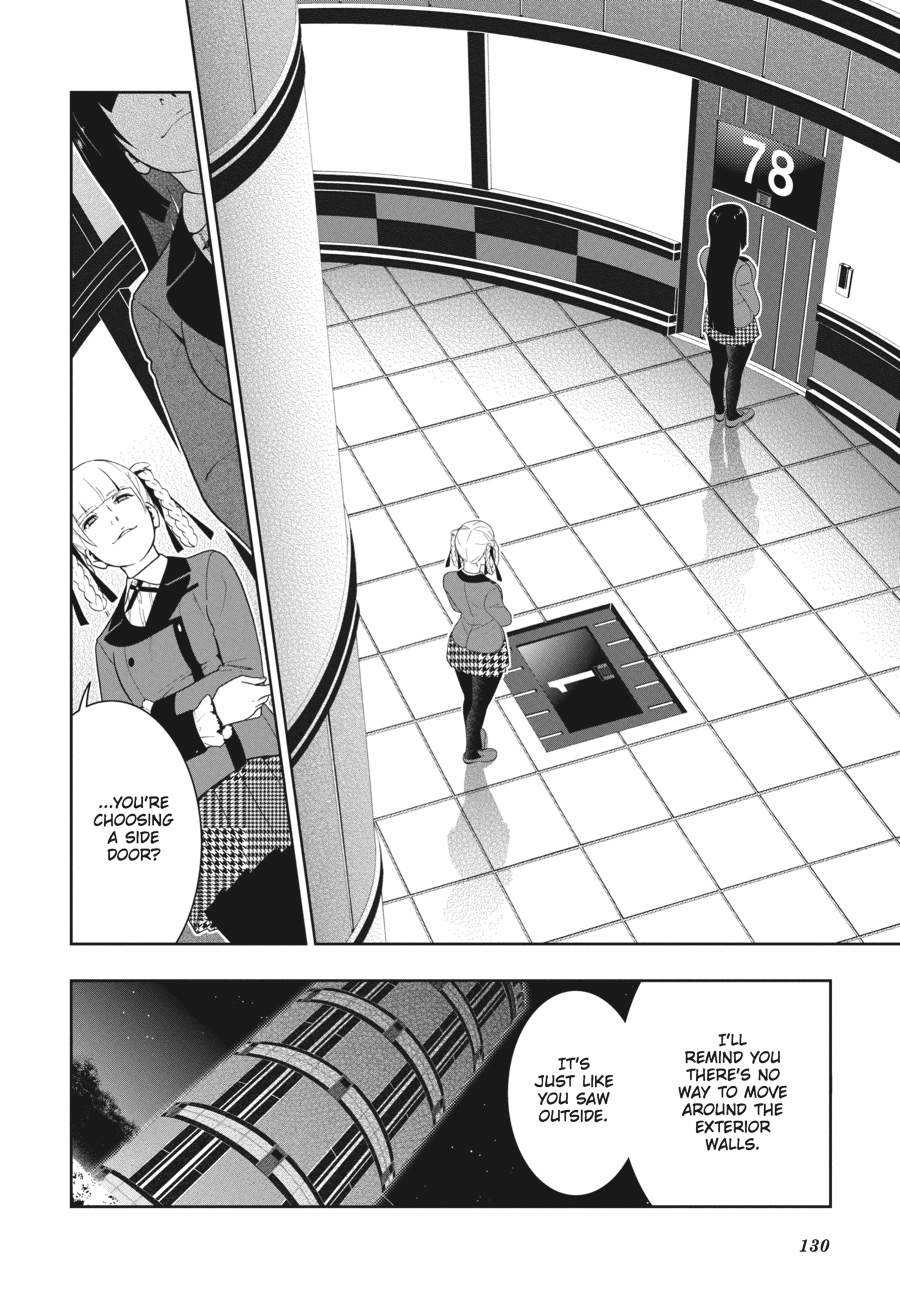 78
...YOU'RE
CHOOSING
A SIDE
DOOR?
I'LL
REMIND YOU
THERE'S NO
WAY TO MOVE
AROUND THE
EXTERIOR
WALLS.
IT'S
JUST LIKE
YOU SAW
OUTSIDE.
130